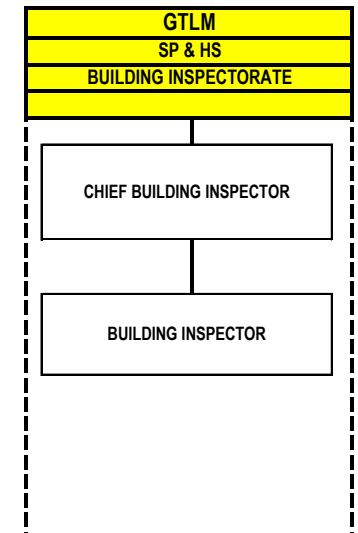 GTLM
SP & HS
BUILDING INSPECTORATE
CHIEF BUILDING INSPECTOR
BUILDING INSPECTOR